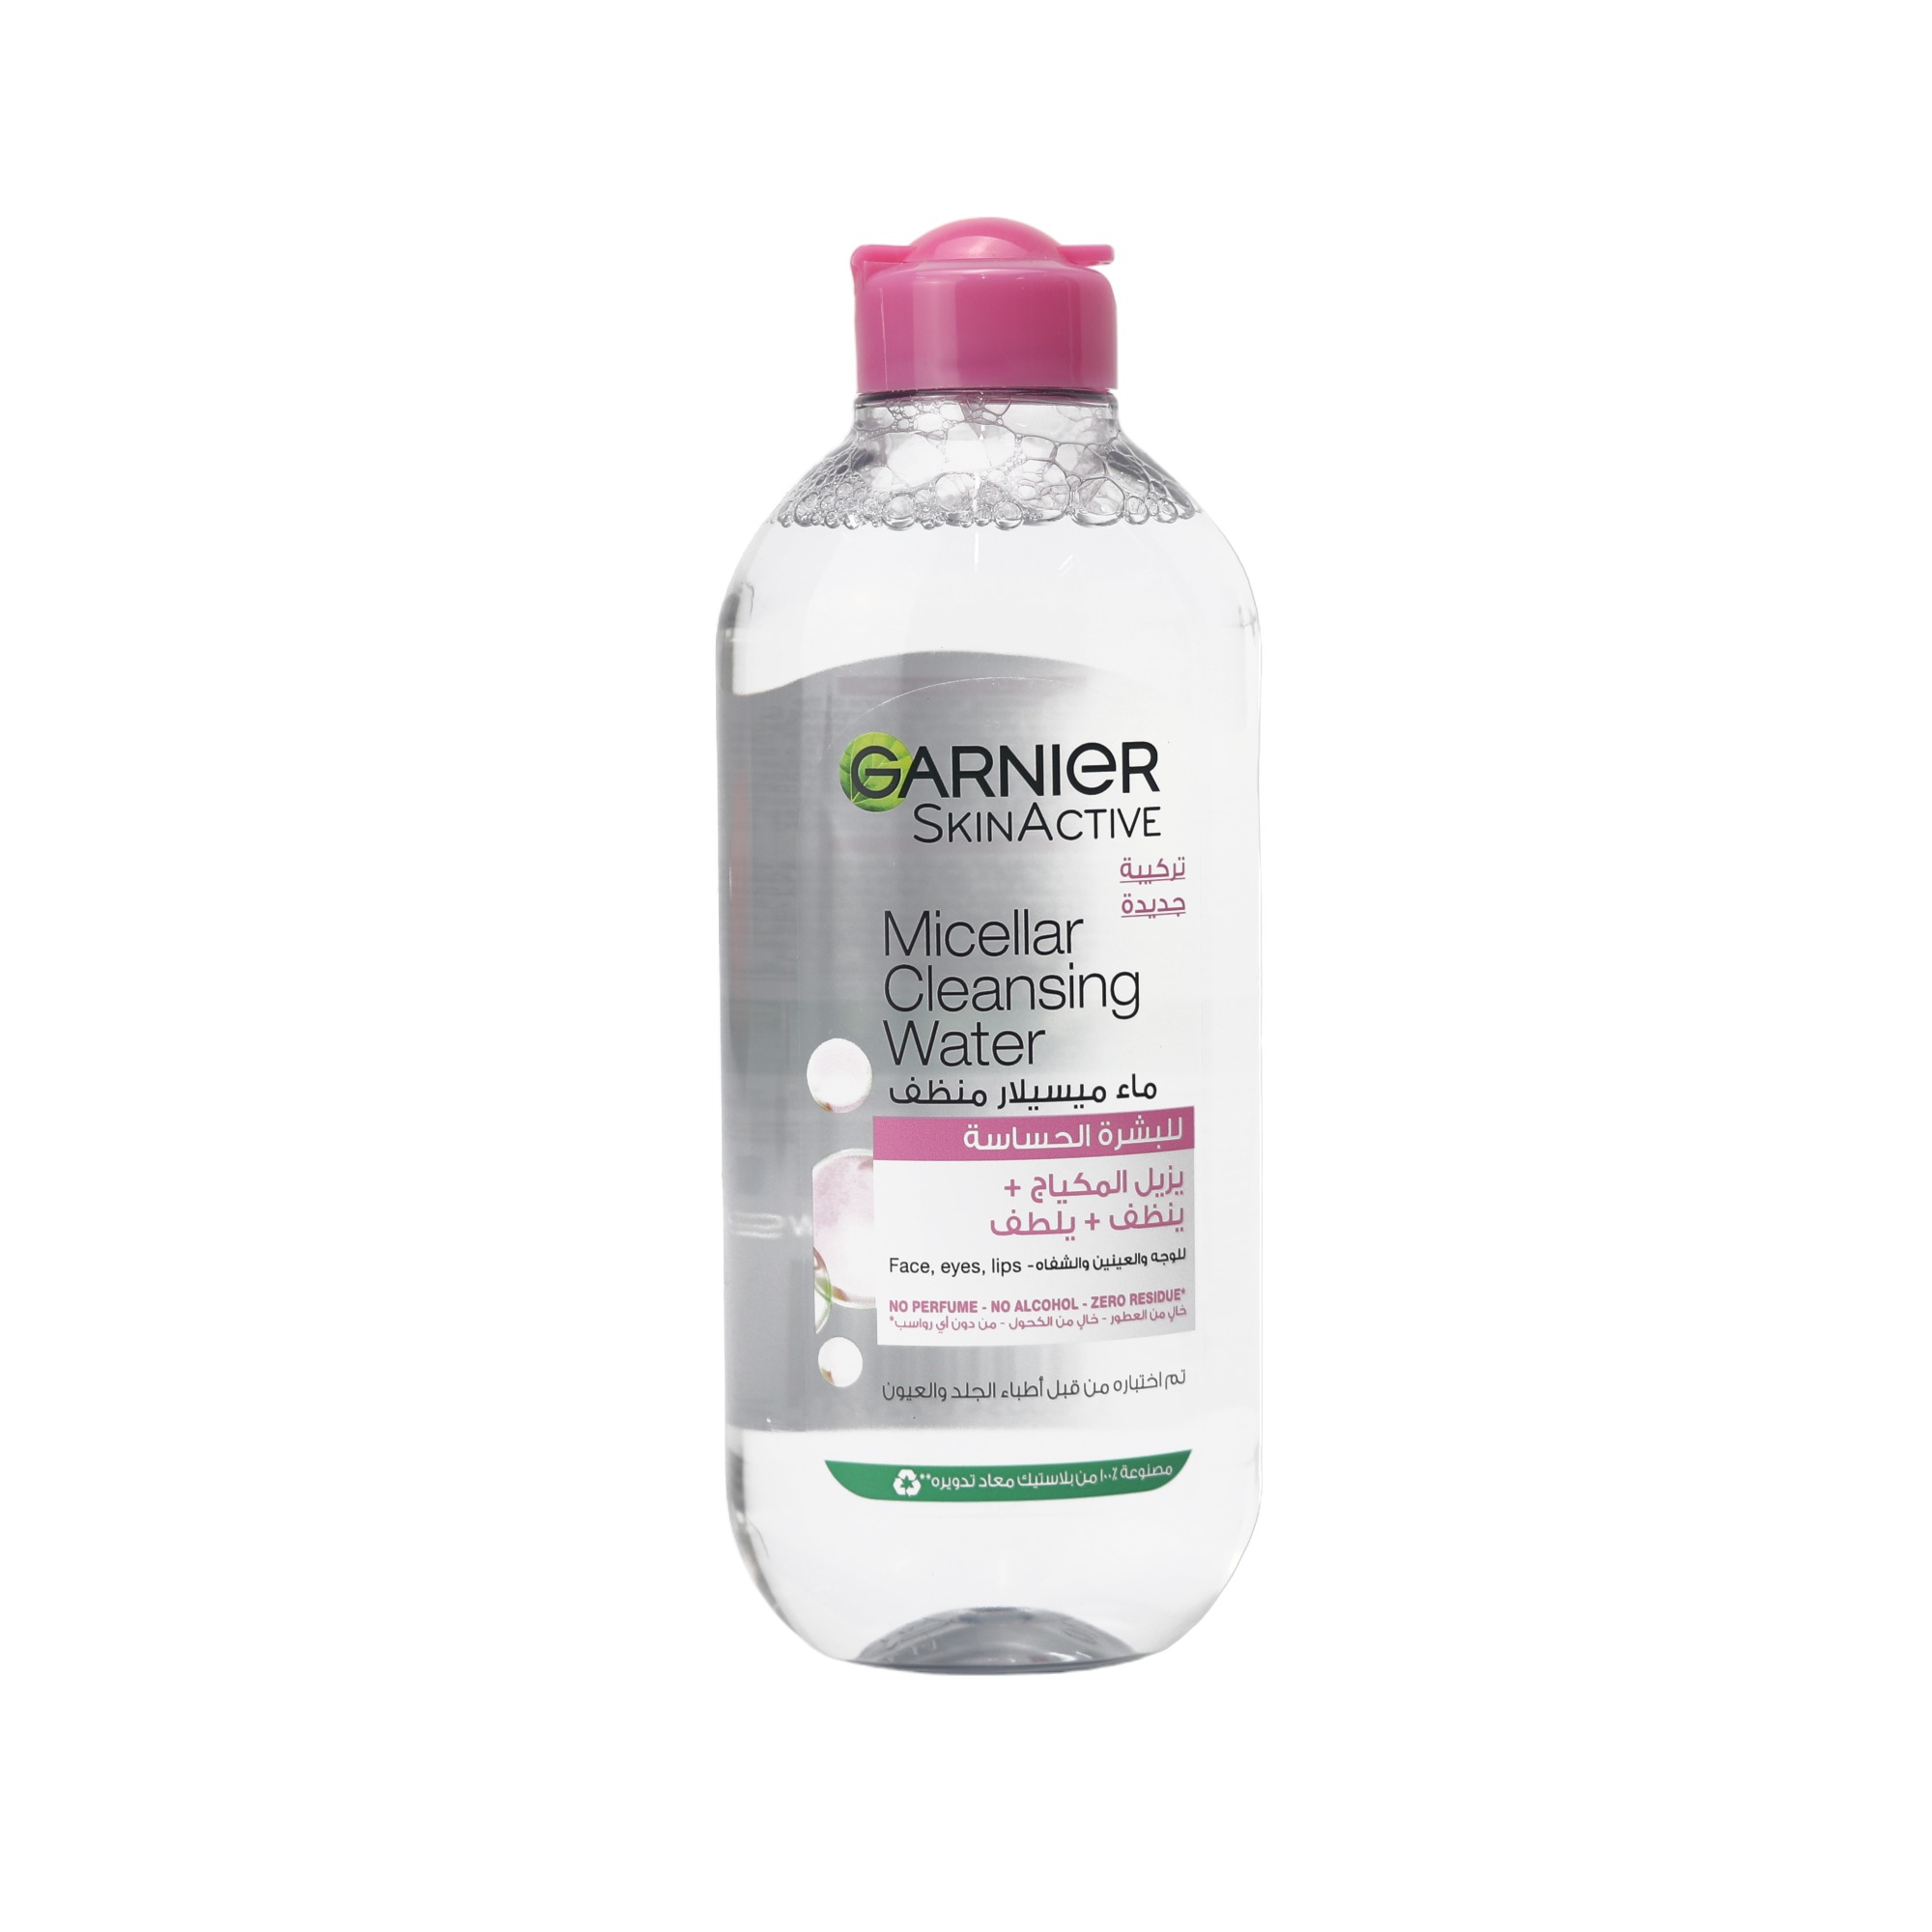 GARNIER
SKINACTIVE
تركيبة
جديدة
Micellar
Cleansing
Water
ماء ميسيلار منظف
للبشرة الحساسة
يزيل المكياج +
ينظف + يلطف
Face, eyes, lips - للوجه والعينين والشفاه
NO PERFUME - NO ALCOHOL - ZERO RESIDUE*
خالٍ من العطور - خالٍ من الكحول - من دون أي رواسب*
تم اختباره من قبل أطباء الجلد والعيون
مصنوعة ١٠٠٪ من بلاستيك معاد تدويره**